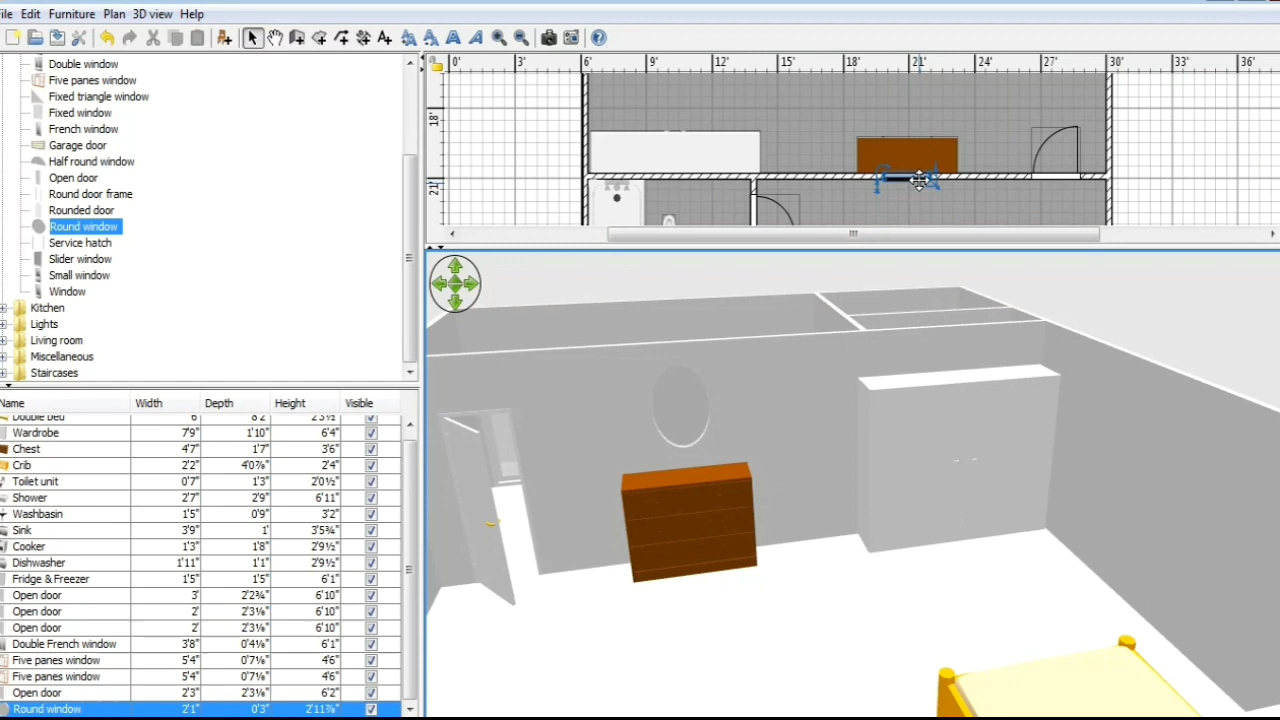 File Edit Furniture Plan 3D view Help
Double window
Five panes window
Fixed triangle window
Fixed window
French window
Garage door
Half round window
Open door
Round door frame
Rounded door
Round window
Service hatch
Slider window
Small window
Window
Kitchen
Lights
Living room
Miscellaneous
Staircases
0' 3' 6' 9' 12' 15' 18' 21' 24' 27' 30' 33' 36'
18'
21'
Name Width Depth Height Visible
Double bed 6' 8'2" 2'3½"
Wardrobe 7'9" 1'10" 6'4"
Chest 4'7" 1'7" 3'6"
Crib 2'2" 4'0⅞" 2'4"
Toilet unit 0'7" 1'3" 2'0½"
Shower 2'7" 2'9" 6'11"
Washbasin 1'5" 0'9" 3'2"
Sink 3'9" 1' 3'5¾"
Cooker 1'3" 1'8" 2'9½"
Dishwasher 1'11" 1'1" 2'9½"
Fridge & Freezer 1'5" 1'5" 6'1"
Open door 3' 2'2¾" 6'10"
Open door 2' 2'3⅛" 6'10"
Open door 2' 2'3⅛" 6'10"
Double French window 3'8" 0'4⅛" 6'1"
Five panes window 5'4" 0'7⅛" 4'6"
Five panes window 5'4" 0'7⅛" 4'6"
Open door 2'3" 2'3⅛" 6'2"
Round window 2'1" 0'3" 2'11⅞"